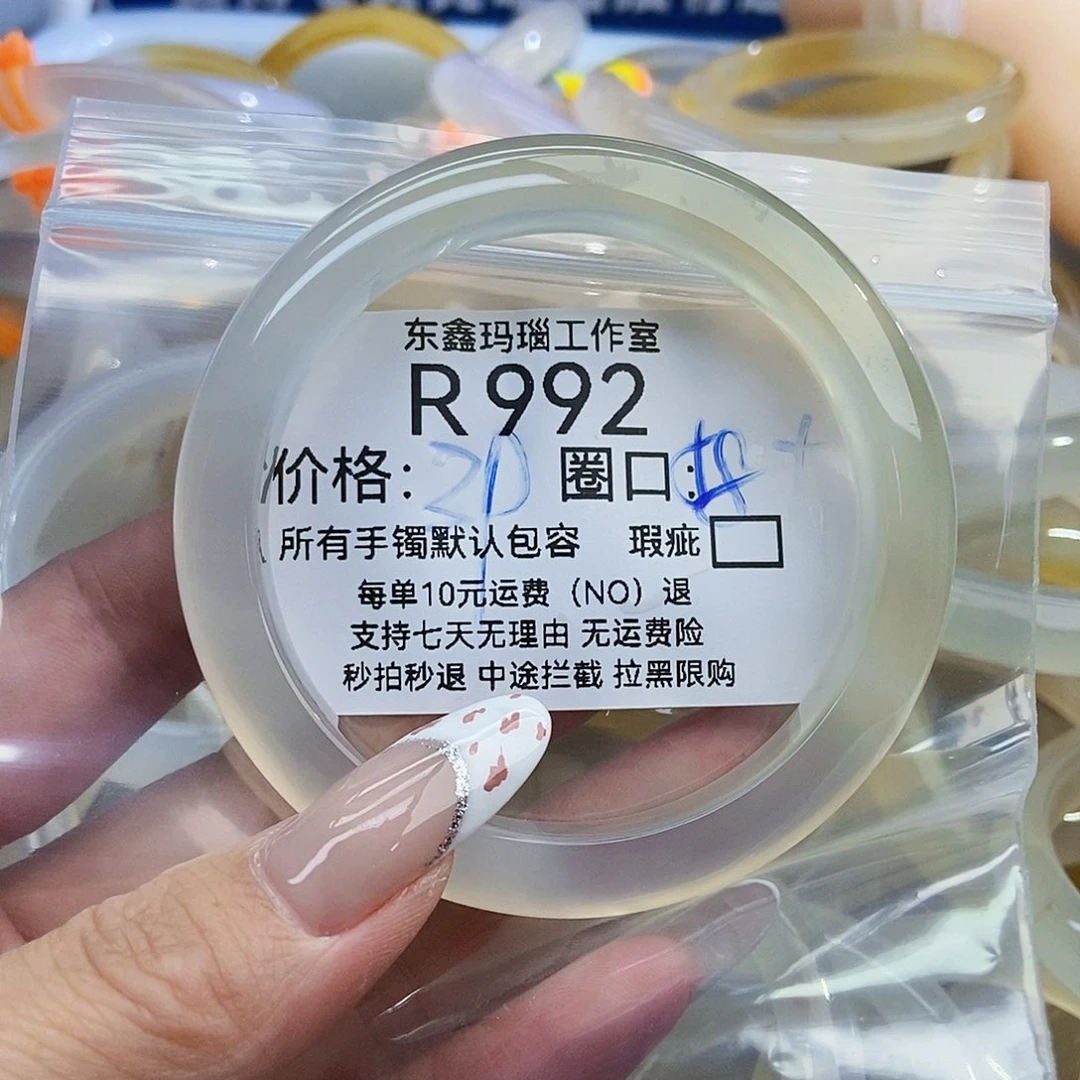 东鑫玛瑙工作室
R992
价格: 圈口:
所有手镯默认包容 瑕疵
每单10元运费（NO）退
支持七天无理由 无运费险
秒拍秒退 中途拦截 拉黑限购